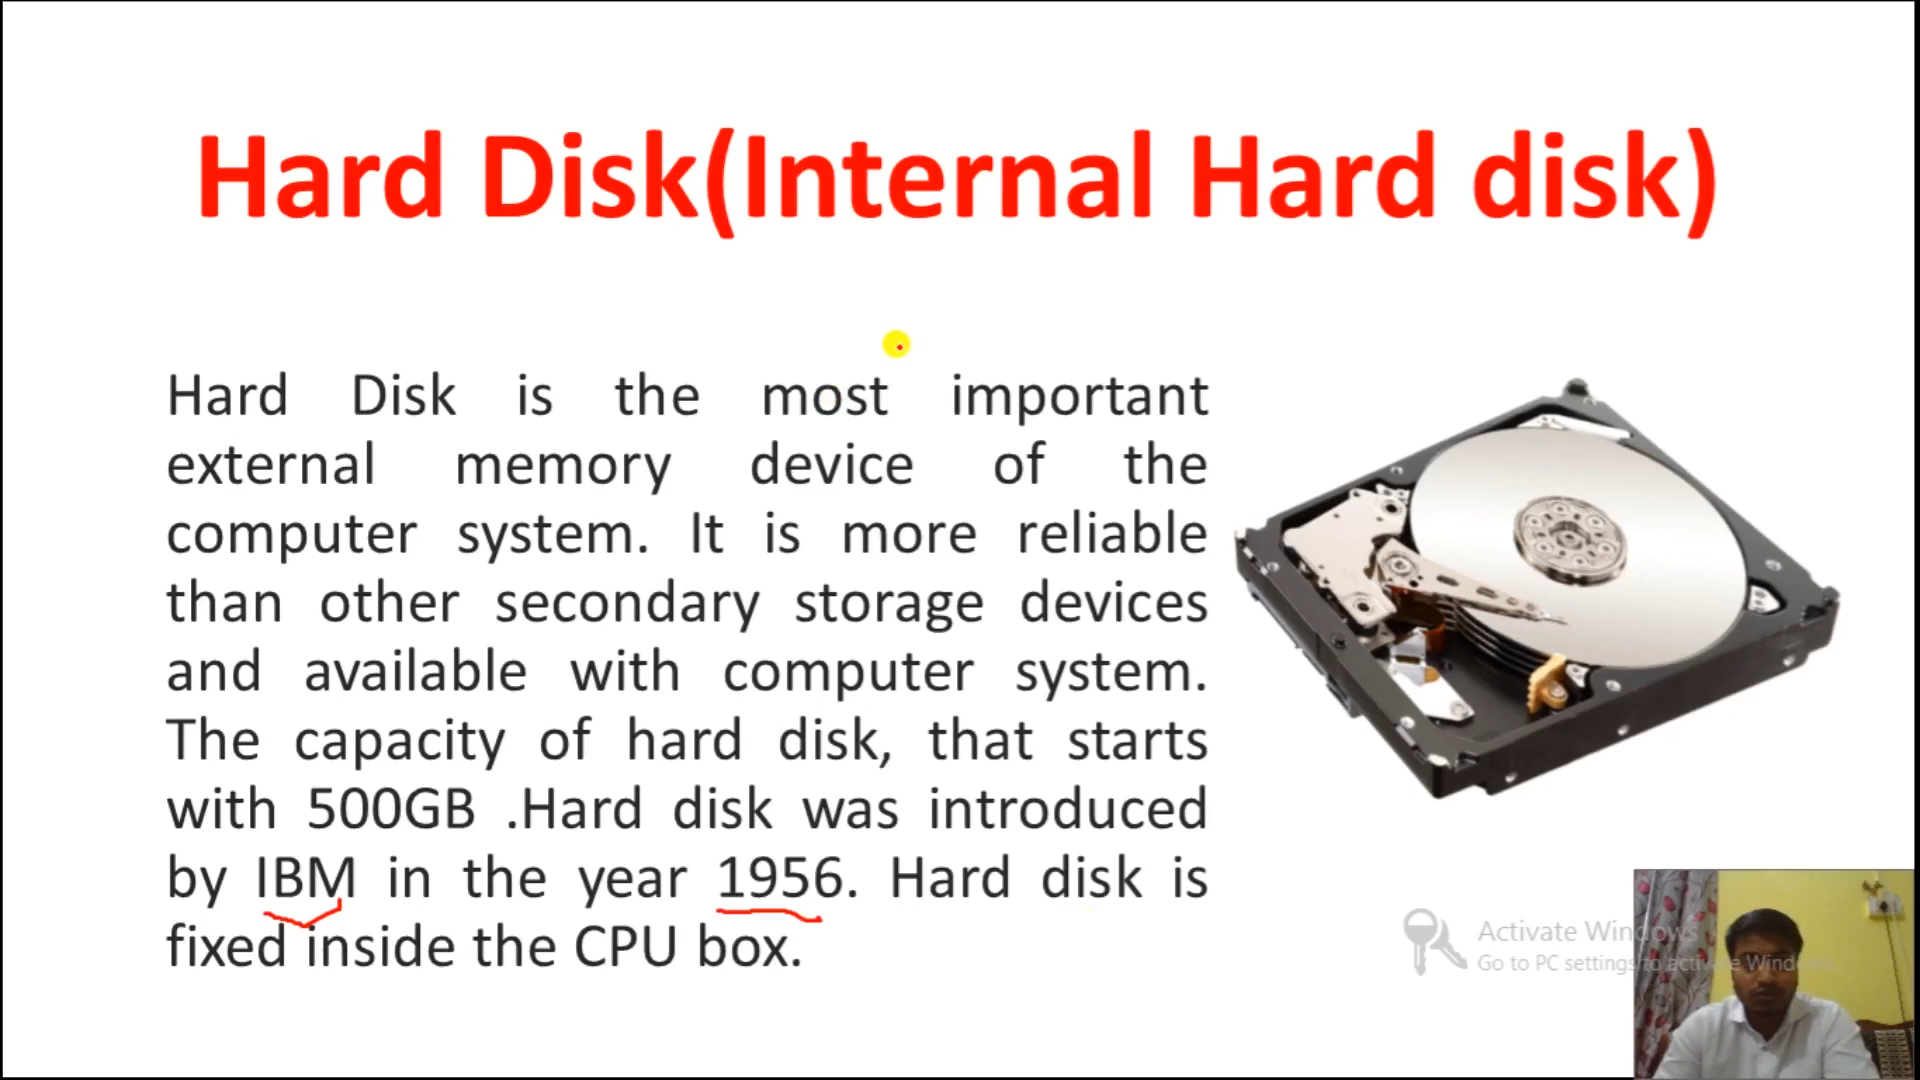 Hard Disk(Internal Hard disk)
Hard Disk is the most important
external memory device of the
computer system. It is more reliable
than other secondary storage devices
and available with computer system.
The capacity of hard disk, that starts
with 500GB .Hard disk was introduced
by IBM in the year 1956. Hard disk is
fixed inside the CPU box.
Activate Windows
Go to PC settings to activate Windows.